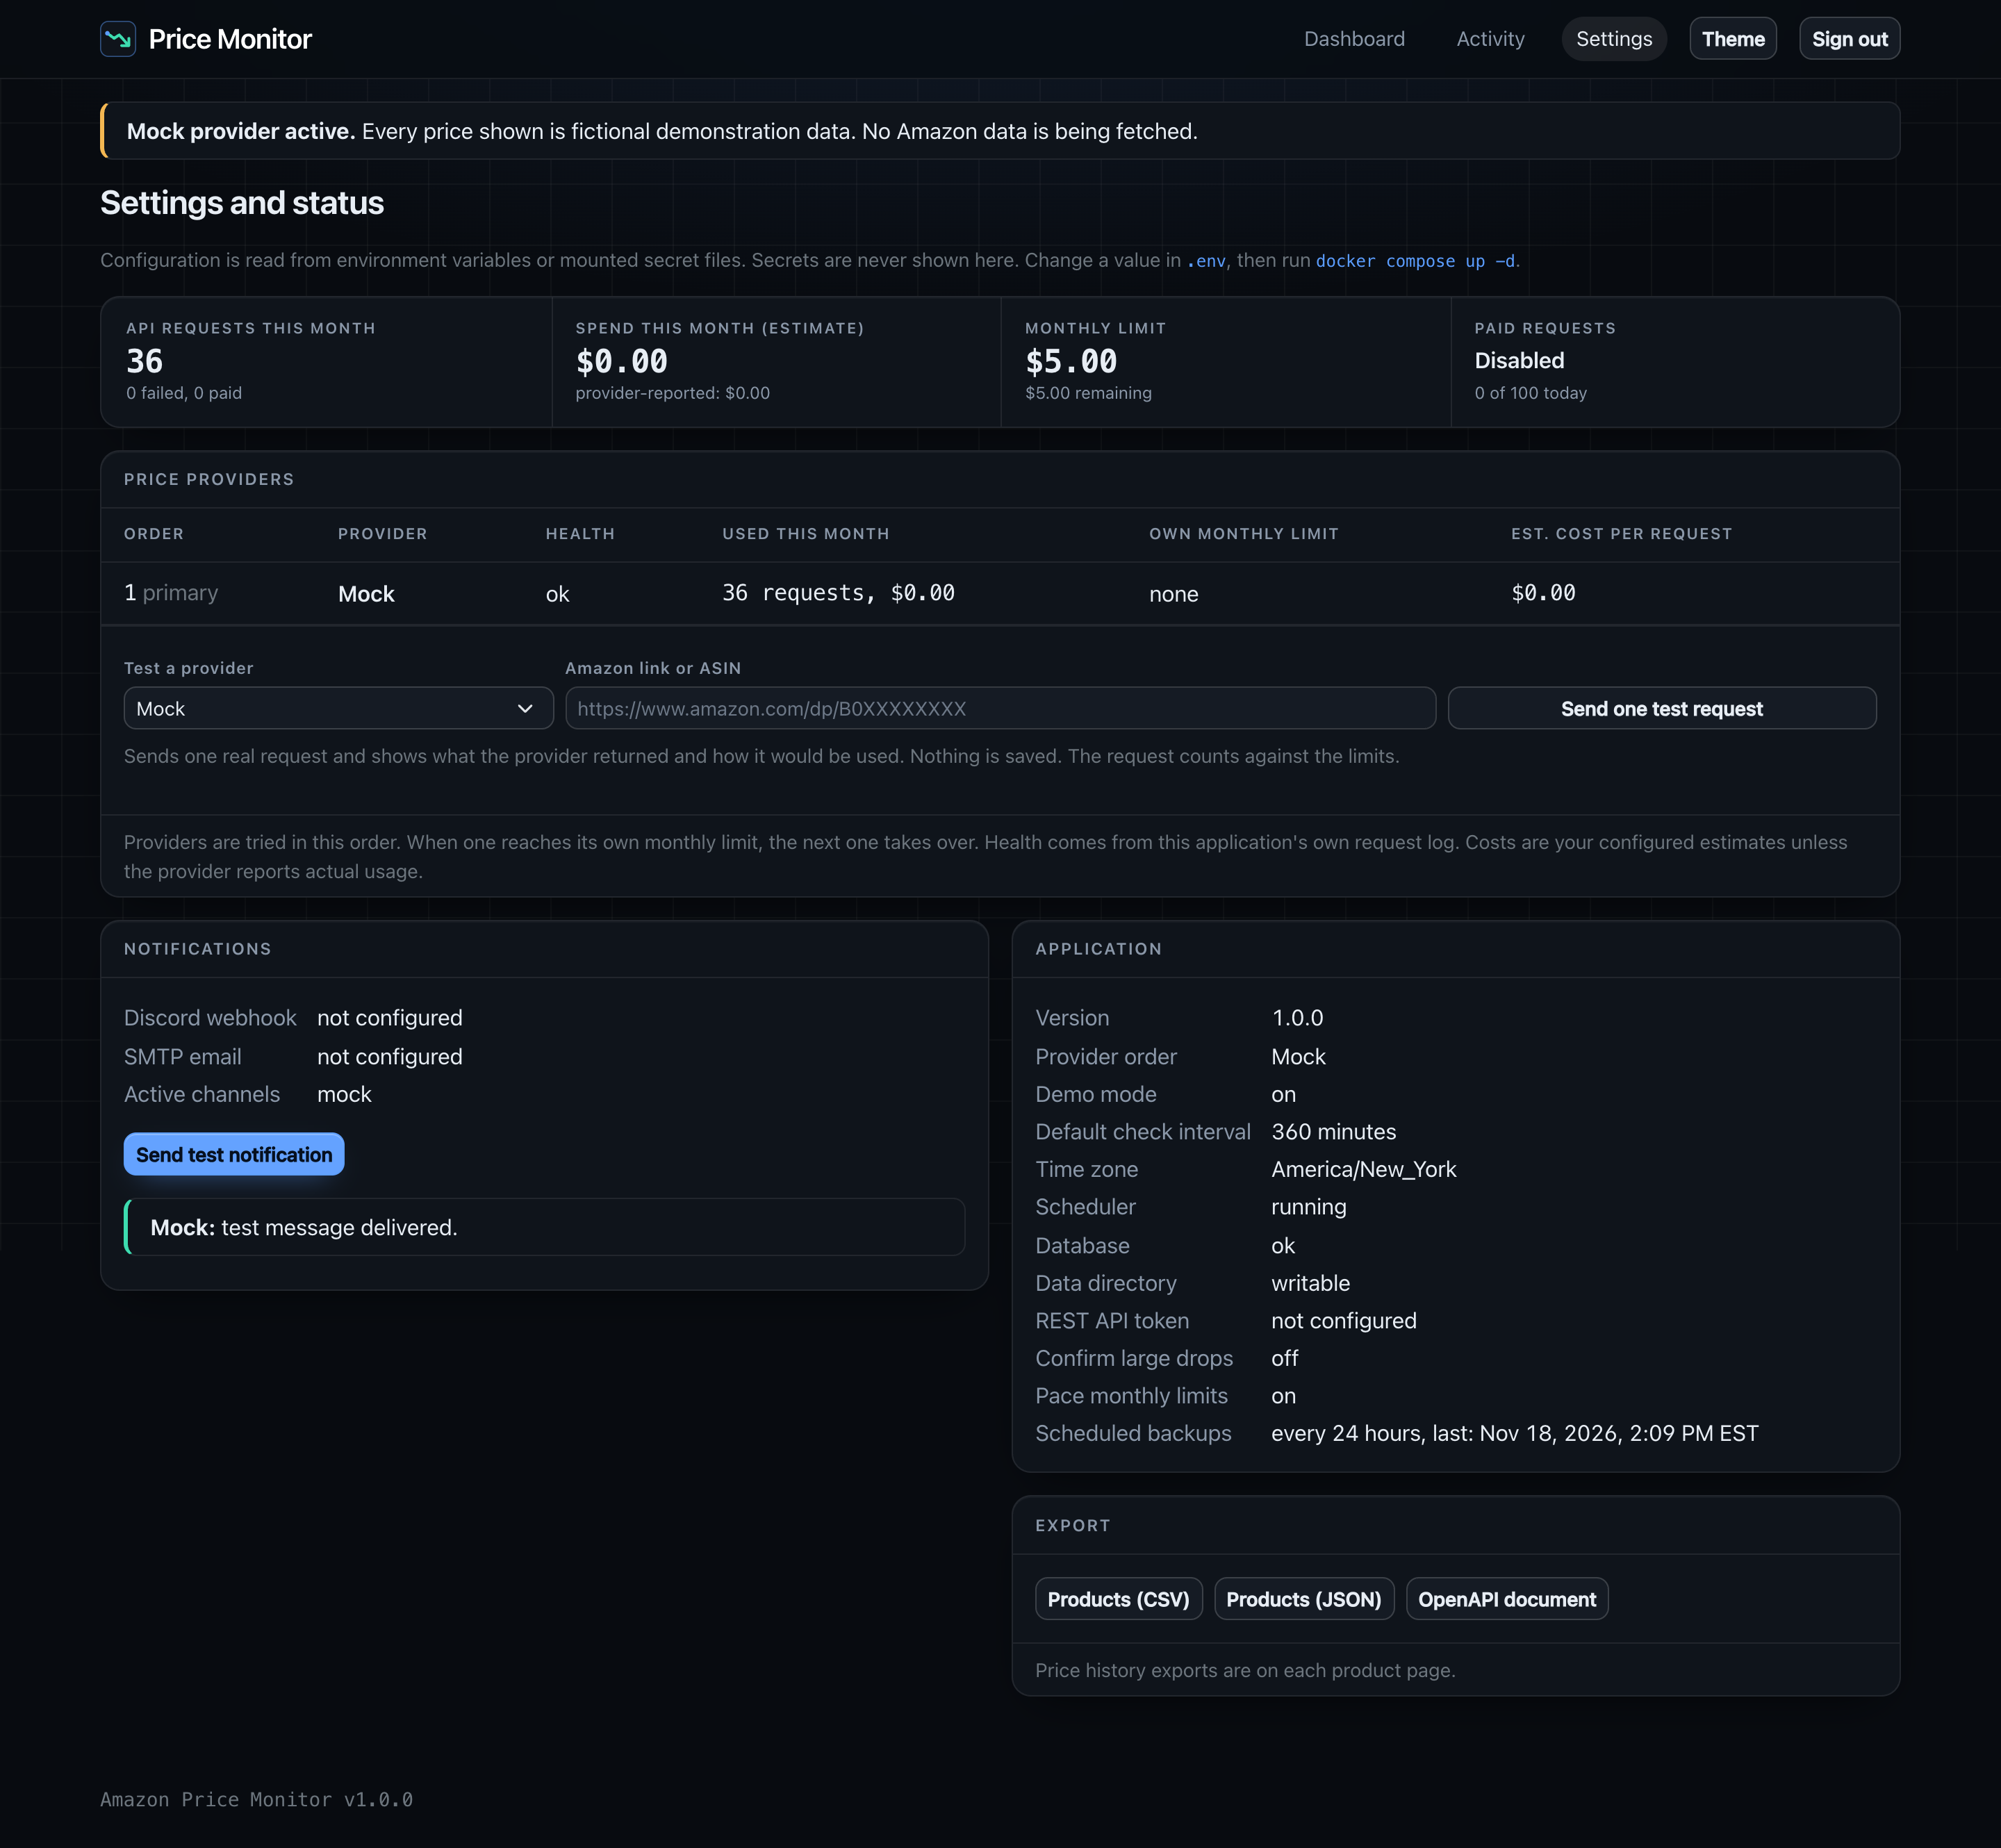 Price Monitor
Dashboard Activity Settings Theme Sign out
Mock provider active. Every price shown is fictional demonstration data. No Amazon data is being fetched.
Settings and status
Configuration is read from environment variables or mounted secret files. Secrets are never shown here. Change a value in .env, then run docker compose up -d.
API REQUESTS THIS MONTH
36
0 failed, 0 paid
SPEND THIS MONTH (ESTIMATE)
$0.00
provider-reported: $0.00
MONTHLY LIMIT
$5.00
$5.00 remaining
PAID REQUESTS
Disabled
0 of 100 today
PRICE PROVIDERS
ORDER PROVIDER HEALTH USED THIS MONTH OWN MONTHLY LIMIT EST. COST PER REQUEST
1 primary Mock ok 36 requests, $0.00 none $0.00
Test a provider Amazon link or ASIN
Mock https://www.amazon.com/dp/B0XXXXXXXX Send one test request
Sends one real request and shows what the provider returned and how it would be used. Nothing is saved. The request counts against the limits.
Providers are tried in this order. When one reaches its own monthly limit, the next one takes over. Health comes from this application's own request log. Costs are your configured estimates unless
the provider reports actual usage.
NOTIFICATIONS
Discord webhook not configured
SMTP email not configured
Active channels mock
Send test notification
Mock: test message delivered.
APPLICATION
Version 1.0.0
Provider order Mock
Demo mode on
Default check interval 360 minutes
Time zone America/New_York
Scheduler running
Database ok
Data directory writable
REST API token not configured
Confirm large drops off
Pace monthly limits on
Scheduled backups every 24 hours, last: Nov 18, 2026, 2:09 PM EST
EXPORT
Products (CSV) Products (JSON) OpenAPI document
Price history exports are on each product page.
Amazon Price Monitor v1.0.0